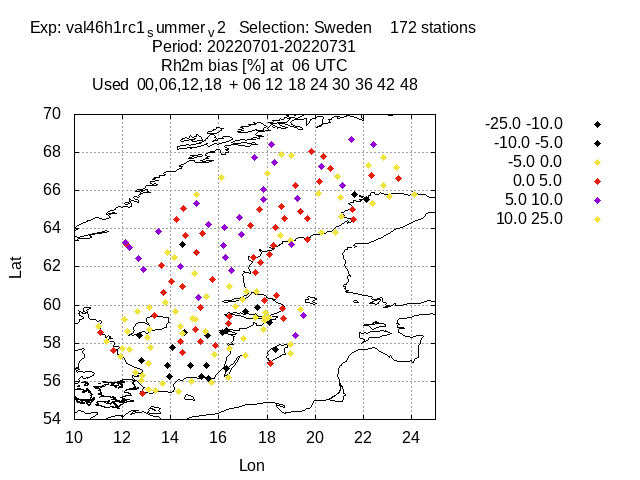 Exp: val46h1rc1summerv2 Selection: Sweden 172 stations
Period: 20220701-20220731
Rh2m bias [%] at 06 UTC
Used 00,06,12,18 + 06 12 18 24 30 36 42 48
70
68
66
64
62
60
58
56
54
Lat
10 12 14 16 18 20 22 24
Lon
-25.0 -10.0
-10.0 -5.0
-5.0 0.0
0.0 5.0
5.0 10.0
10.0 25.0